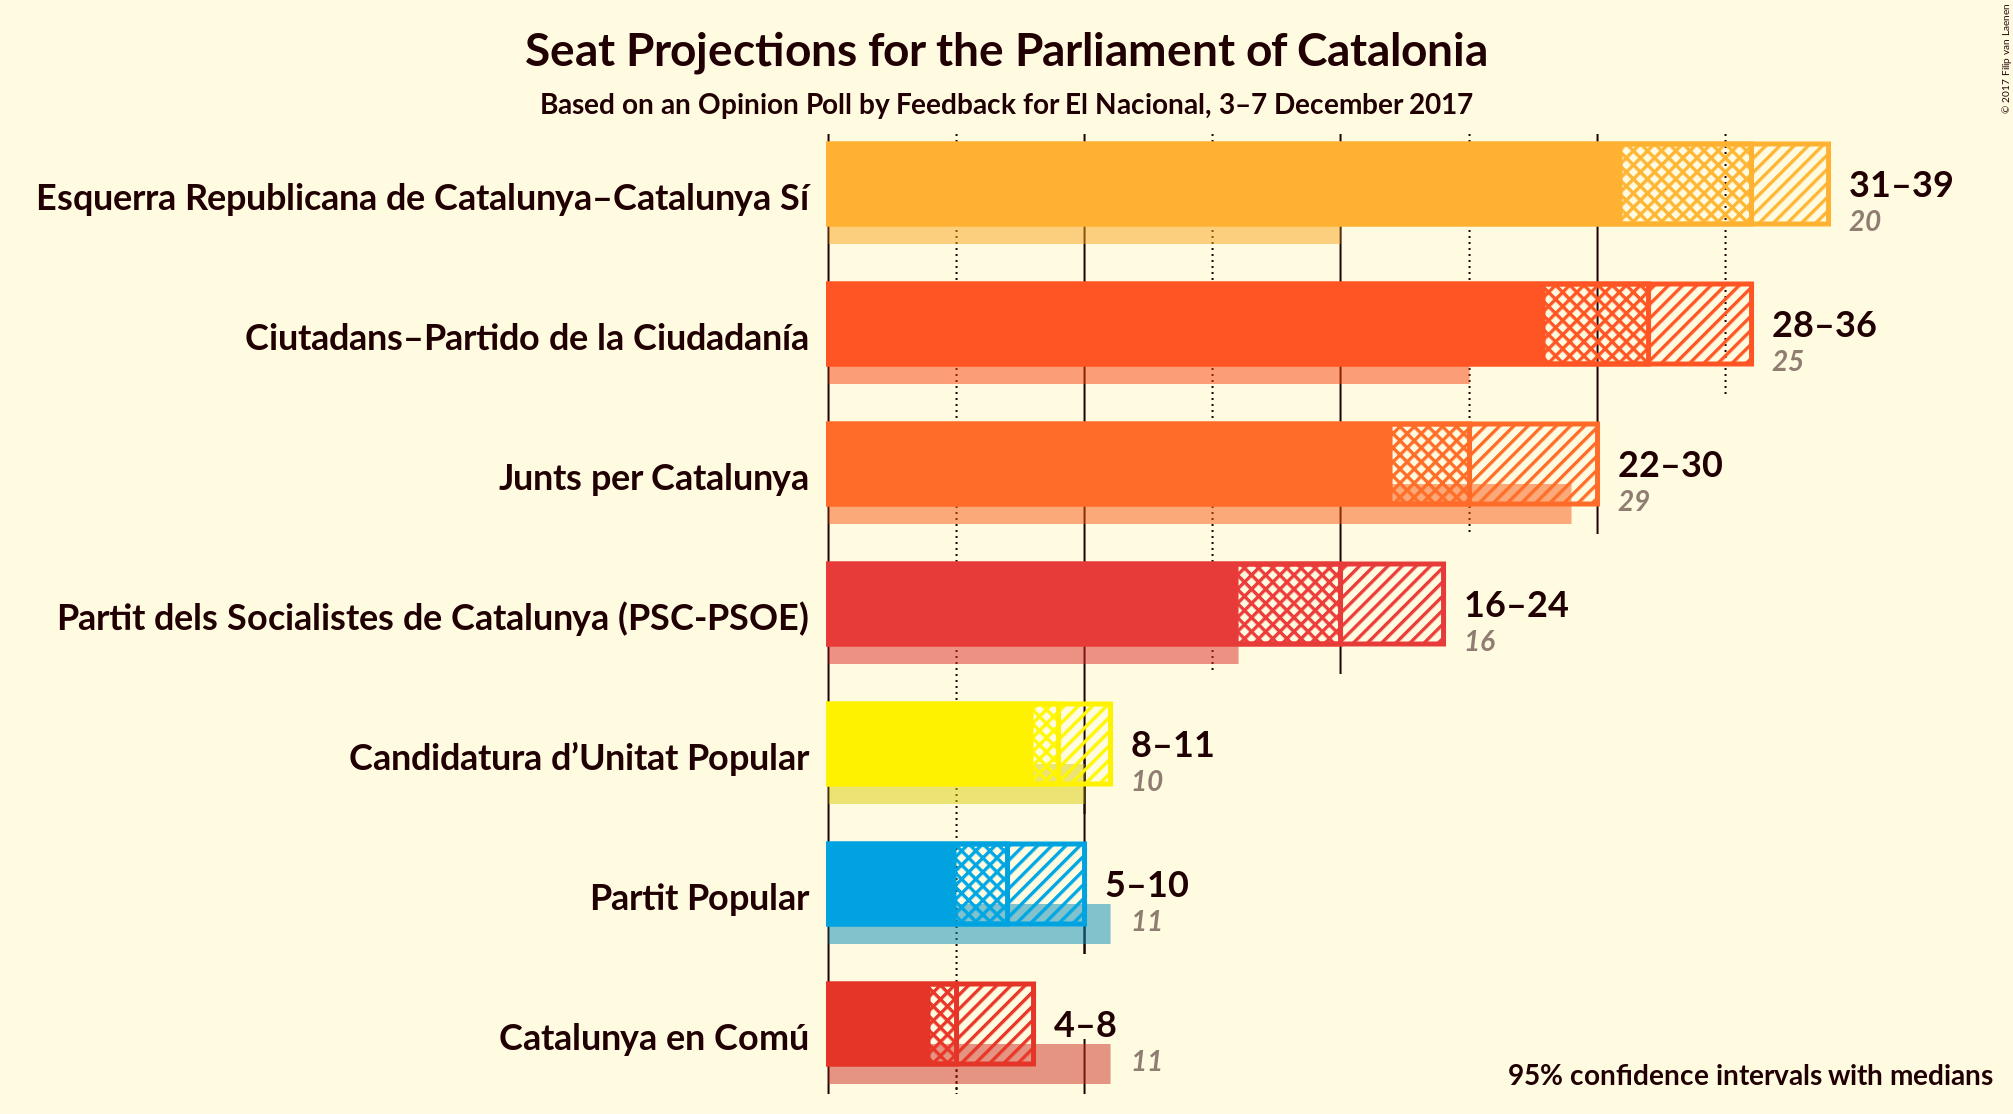 Seat Projections for the Parliament of Catalonia
Based on an Opinion Poll by Feedback for El Nacional, 3–7 December 2017
© 2017 Filip van Laenen
Esquerra Republicana de Catalunya–Catalunya Sí
31–39
20
Ciutadans–Partido de la Ciudadanía
28–36
25
Junts per Catalunya
22–30
29
Partit dels Socialistes de Catalunya (PSC-PSOE)
16–24
16
Candidatura d’Unitat Popular
8–11
10
Partit Popular
5–10
11
Catalunya en Comú
4–8
11
95% confidence intervals with medians